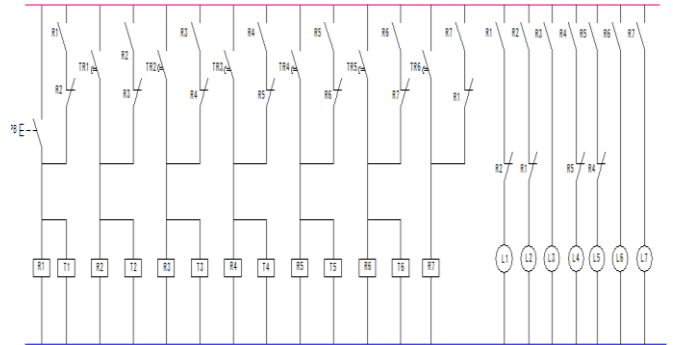 R1 R2 R3 R4 R5 R6 R7 R1 R2 R3 R4 R5 R6 R7
TR1 TR2 TR3 TR4 TR5 TR6
R2 R3 R4 R5 R6 R7 R1
PB
R2 R1 R5 R4
R1 T1 R2 T2 R3 T3 R4 T4 R5 T5 R6 T6 R7 L1 L2 L3 L4 L5 L6 L7